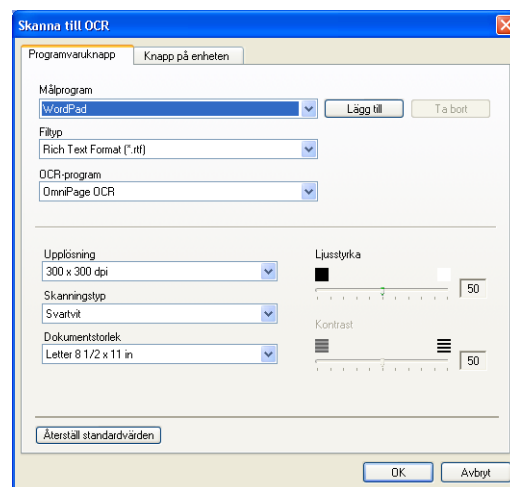 Skanna till OCR
Programvaruknapp Knapp på enheten
Målprogram
WordPad Lägg till Ta bort
Filtyp
Rich Text Format (*.rtf)
OCR-program
OmniPage OCR
Upplösning Ljusstyrka
300 x 300 dpi
50
Skanningstyp
Svartvit Kontrast
Dokumentstorlek
Letter 8 1/2 x 11 in
50
Återställ standardvärden
OK Avbryt